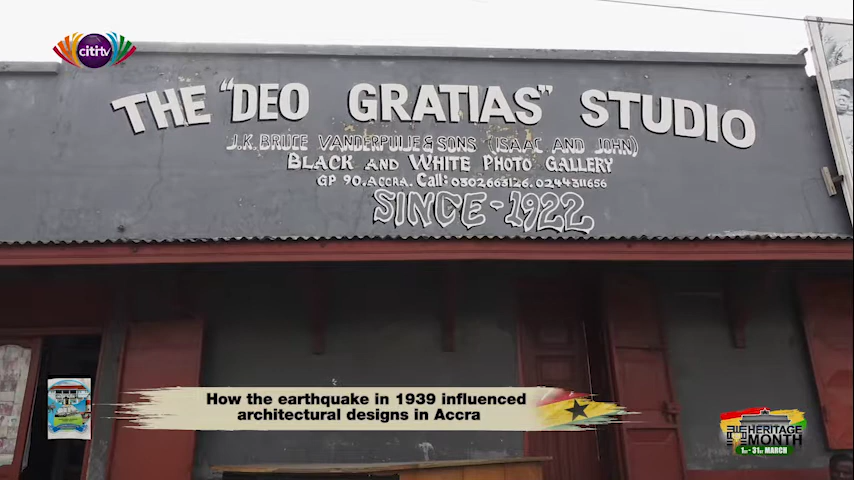 citi tv
THE "DEO GRATIAS" STUDIO
J.K. BRUCE VANDERPUIJE & SONS (ISAAC AND JOHN)
BLACK AND WHITE PHOTO GALLERY
GP 90. ACCRA. Call: 0302663126. 0244311656
SINCE-1922
How the earthquake in 1939 influenced
architectural designs in Accra
HERITAGE
MONTH
1ST - 31ST MARCH